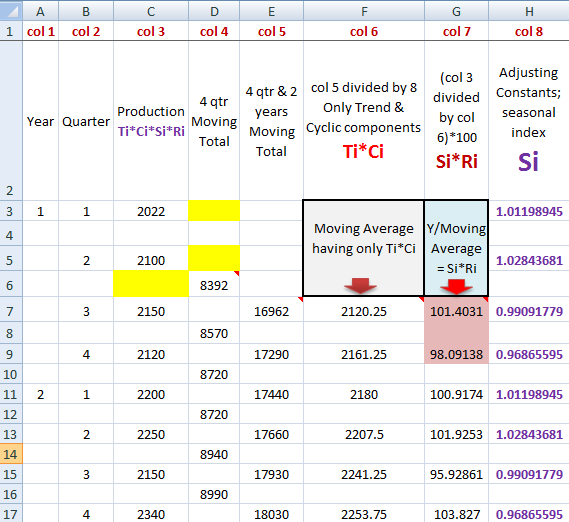 A B C D E F G H
1 col 1 col 2 col 3 col 4 col 5 col 6 col 7 col 8
2 Year Quarter Production Ti*Ci*Si*Ri 4 qtr Moving Total 4 qtr & 2 years Moving Total col 5 divided by 8 Only Trend & Cyclic components Ti*Ci (col 3 divided by col 6)*100 Si*Ri Adjusting Constants; seasonal index Si
3 1 1 2022 1.01198945
Moving Average having only Ti*Ci
Y/Moving Average = Si*Ri
4
5 2 2100 1.02843681
6 8392
7 3 2150 16962 2120.25 101.4031 0.99091779
8 8570
9 4 2120 17290 2161.25 98.09138 0.96865595
10 8720
11 2 1 2200 17440 2180 100.9174 1.01198945
12 8720
13 2 2250 17660 2207.5 101.9253 1.02843681
14 8940
15 3 2150 17930 2241.25 95.92861 0.99091779
16 8990
17 4 2340 18030 2253.75 103.827 0.96865595